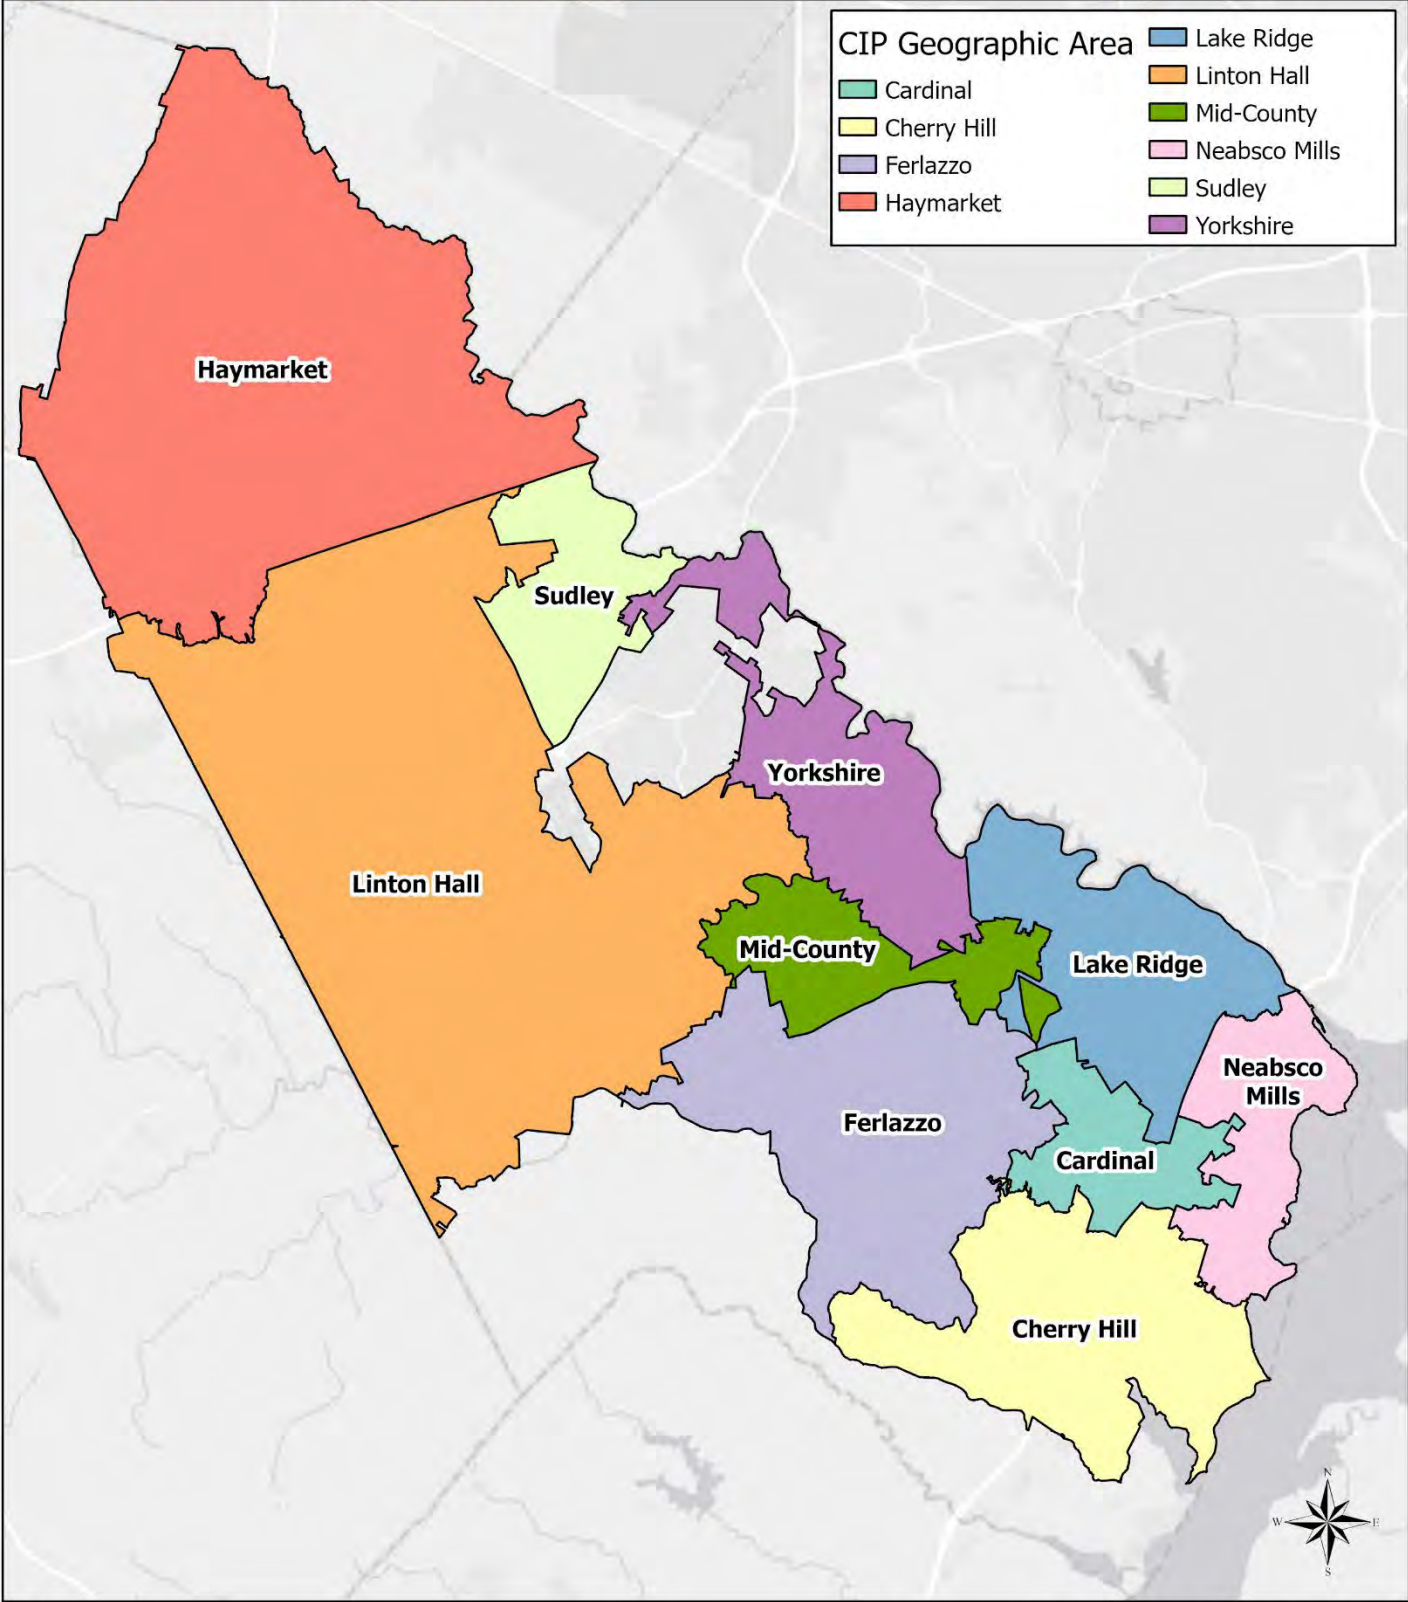 CIP Geographic Area
Cardinal
Cherry Hill
Ferlazzo
Haymarket
Lake Ridge
Linton Hall
Mid-County
Neabsco Mills
Sudley
Yorkshire
Haymarket
Sudley
Yorkshire
Linton Hall
Mid-County
Lake Ridge
Neabsco
Mills
Ferlazzo
Cardinal
Cherry Hill
N
W
E
S